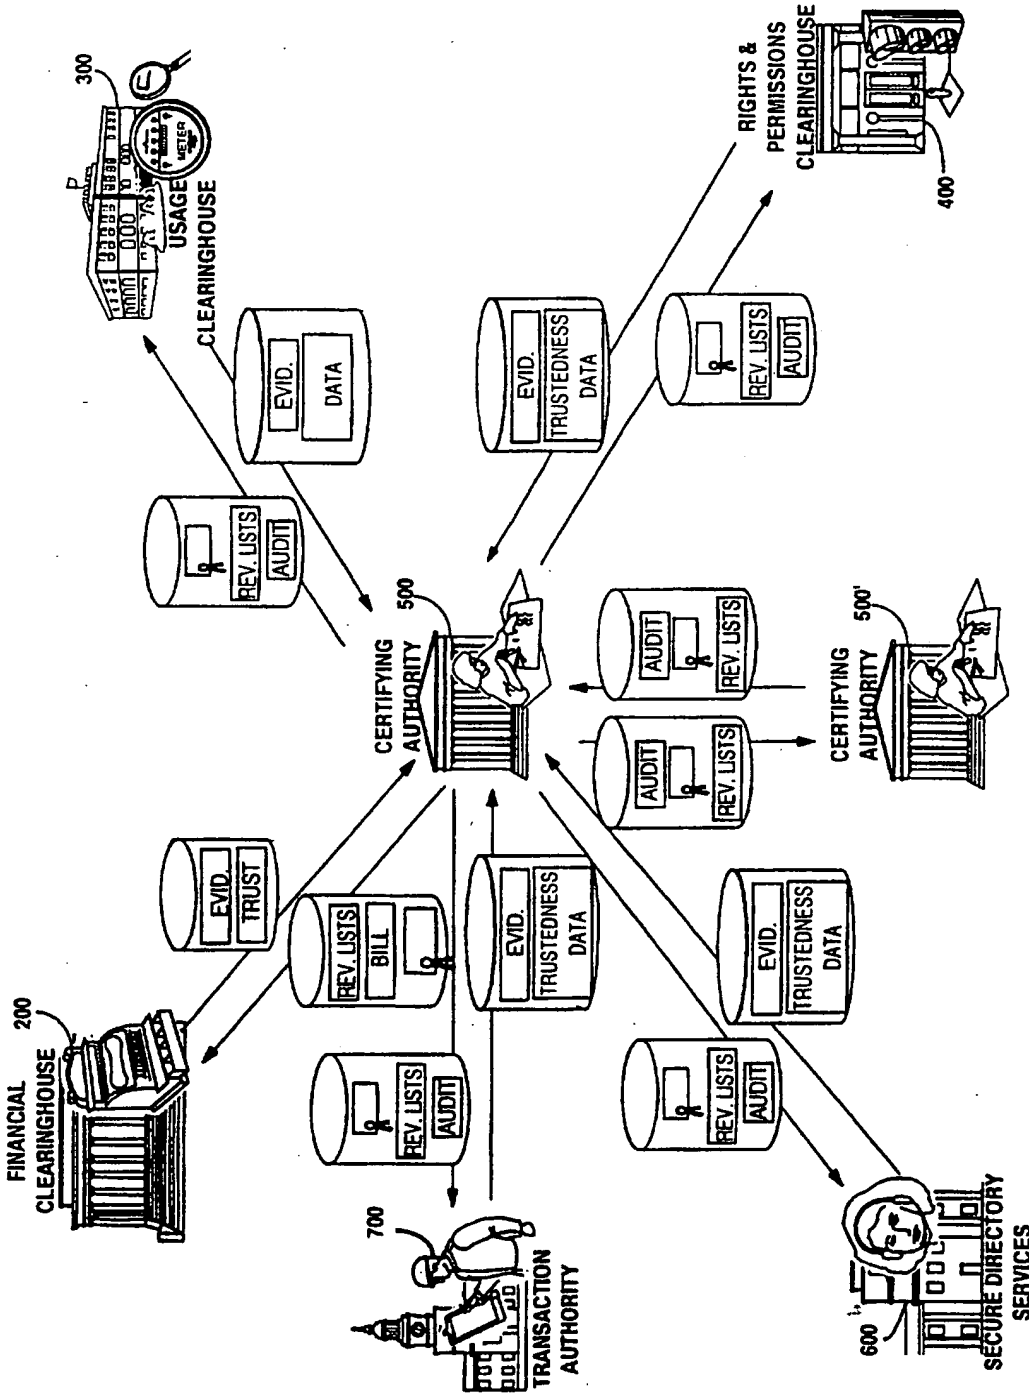 FINANCIAL
CLEARINGHOUSE
200
EVID.
TRUST
REV. LISTS
AUDIT
EVID.
DATA
USAGE
CLEARINGHOUSE
METER
300
REV. LISTS
BILL
REV. LISTS
AUDIT
700
TRANSACTION
AUTHORITY
EVID.
TRUSTEDNESS
DATA
CERTIFYING
AUTHORITY
500
EVID.
TRUSTEDNESS
DATA
RIGHTS &
PERMISSIONS
CLEARINGHOUSE
400
REV. LISTS
AUDIT
AUDIT
REV. LISTS
AUDIT
REV. LISTS
REV. LISTS
AUDIT
EVID.
TRUSTEDNESS
DATA
600
SECURE DIRECTORY
SERVICES
CERTIFYING
AUTHORITY
500'